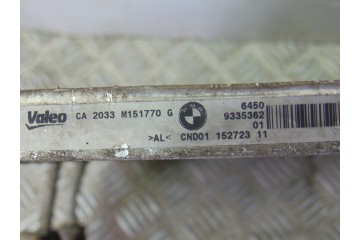 Valeo CA 2033 M151770 G
6450
9335362
01
>AL< CND01 152723 11